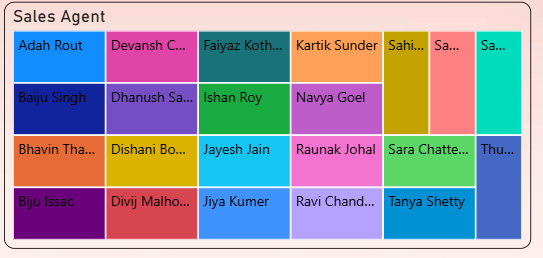 Sales Agent
Adah Rout
Devansh C...
Faiyaz Koth...
Kartik Sunder
Sahi...
Sa...
Sa...
Baiju Singh
Dhanush Sa...
Ishan Roy
Navya Goel
Bhavin Tha...
Dishani Bo...
Jayesh Jain
Raunak Johal
Sara Chatte...
Thu...
Biju Issac
Divij Malho...
Jiya Kumer
Ravi Chand...
Tanya Shetty